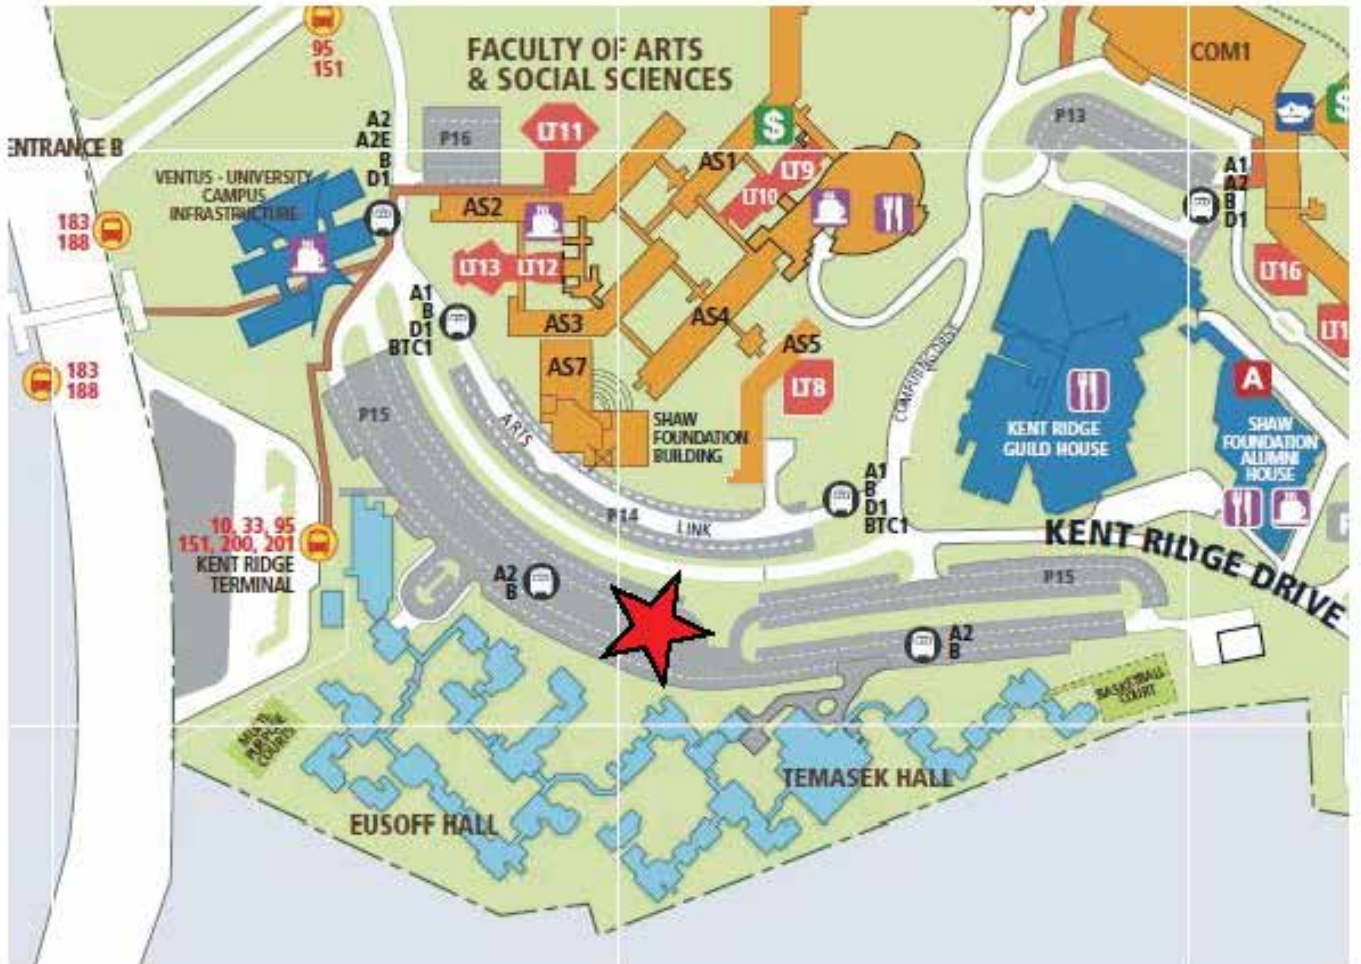 95
151
FACULTY OF ARTS
& SOCIAL SCIENCES
COM1
A2
A2E
B
D1
P16
LT11
$
$
P13
ENTRANCE B
VENTUS - UNIVERSITY
CAMPUS
INFRASTRUCTURE
AS1
LT9
LT10
A1
A2
B
D1
183
188
AS2
LT13
LT12
LT16
A1
B
D1
BTC1
AS3
AS4
AS5
LT1
183
188
AS7
LT8
A
P15
ARTS
SHAW
FOUNDATION
BUILDING
KENT RIDGE
GUILD HOUSE
SHAW
FOUNDATION
ALUMNI
HOUSE
A1
B
D1
BTC1
P14
LINK
10, 33, 95
151, 200, 201
KENT RIDGE
TERMINAL
KENT RIDGE DRIVE
A2
B
P15
A2
B
BASKETBALL
COURT
MULTI
PURPOSE
COURTS
TEMASEK HALL
EUSOFF HALL